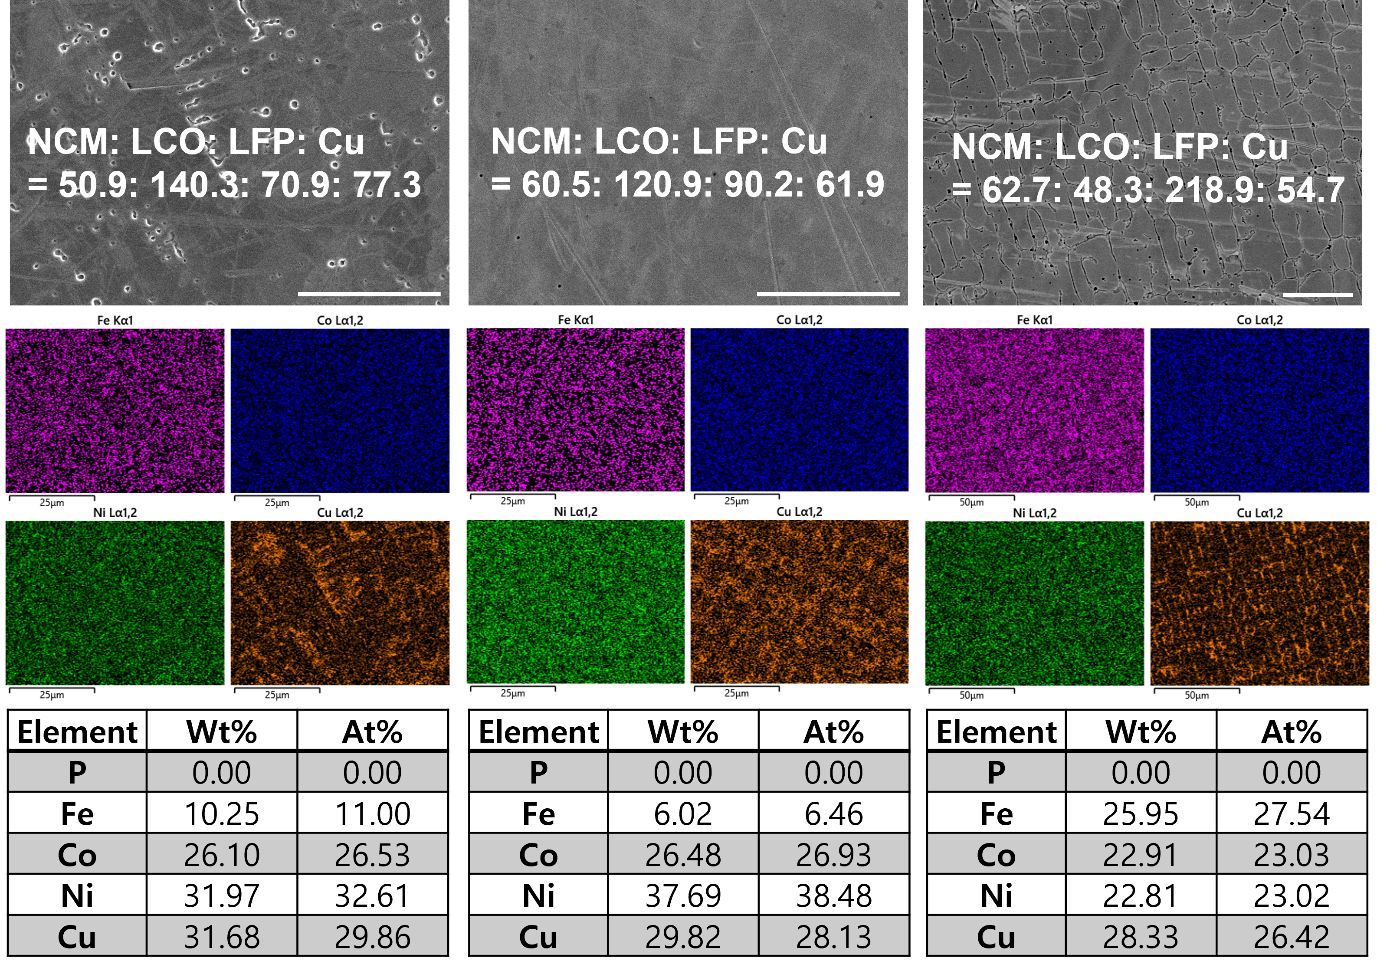 NCM: LCO: LFP: Cu
= 50.9: 140.3: 70.9: 77.3
NCM: LCO: LFP: Cu
= 60.5: 120.9: 90.2: 61.9
NCM: LCO: LFP: Cu
= 62.7: 48.3: 218.9: 54.7
Fe Kα1
Co Lα1,2
Fe Kα1
Co Lα1,2
Fe Kα1
Co Lα1,2
25μm
25μm
25μm
25μm
50μm
50μm
Ni Lα1,2
Cu Lα1,2
Ni Lα1,2
Cu Lα1,2
Ni Lα1,2
Cu Lα1,2
25μm
25μm
25μm
25μm
50μm
50μm
Element Wt% At%
P 0.00 0.00
Fe 10.25 11.00
Co 26.10 26.53
Ni 31.97 32.61
Cu 31.68 29.86
Element Wt% At%
P 0.00 0.00
Fe 6.02 6.46
Co 26.48 26.93
Ni 37.69 38.48
Cu 29.82 28.13
Element Wt% At%
P 0.00 0.00
Fe 25.95 27.54
Co 22.91 23.03
Ni 22.81 23.02
Cu 28.33 26.42